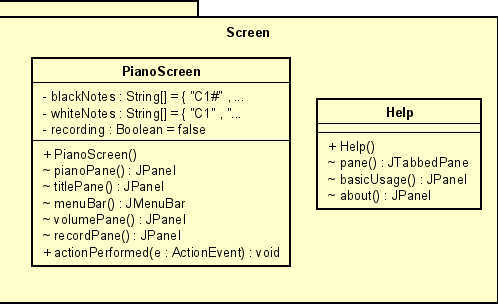 Screen
PianoScreen
- blackNotes : String[] = { "C1#" , ...
- whiteNotes : String[] = { "C1" , "...
- recording : Boolean = false
+ PianoScreen()
~ pianoPane() : JPanel
~ titlePane() : JPanel
~ menuBar() : JMenuBar
~ volumePane() : JPanel
~ recordPane() : JPanel
+ actionPerformed(e : ActionEvent) : void
Help
+ Help()
~ pane() : JTabbedPane
~ basicUsage() : JPanel
~ about() : JPanel